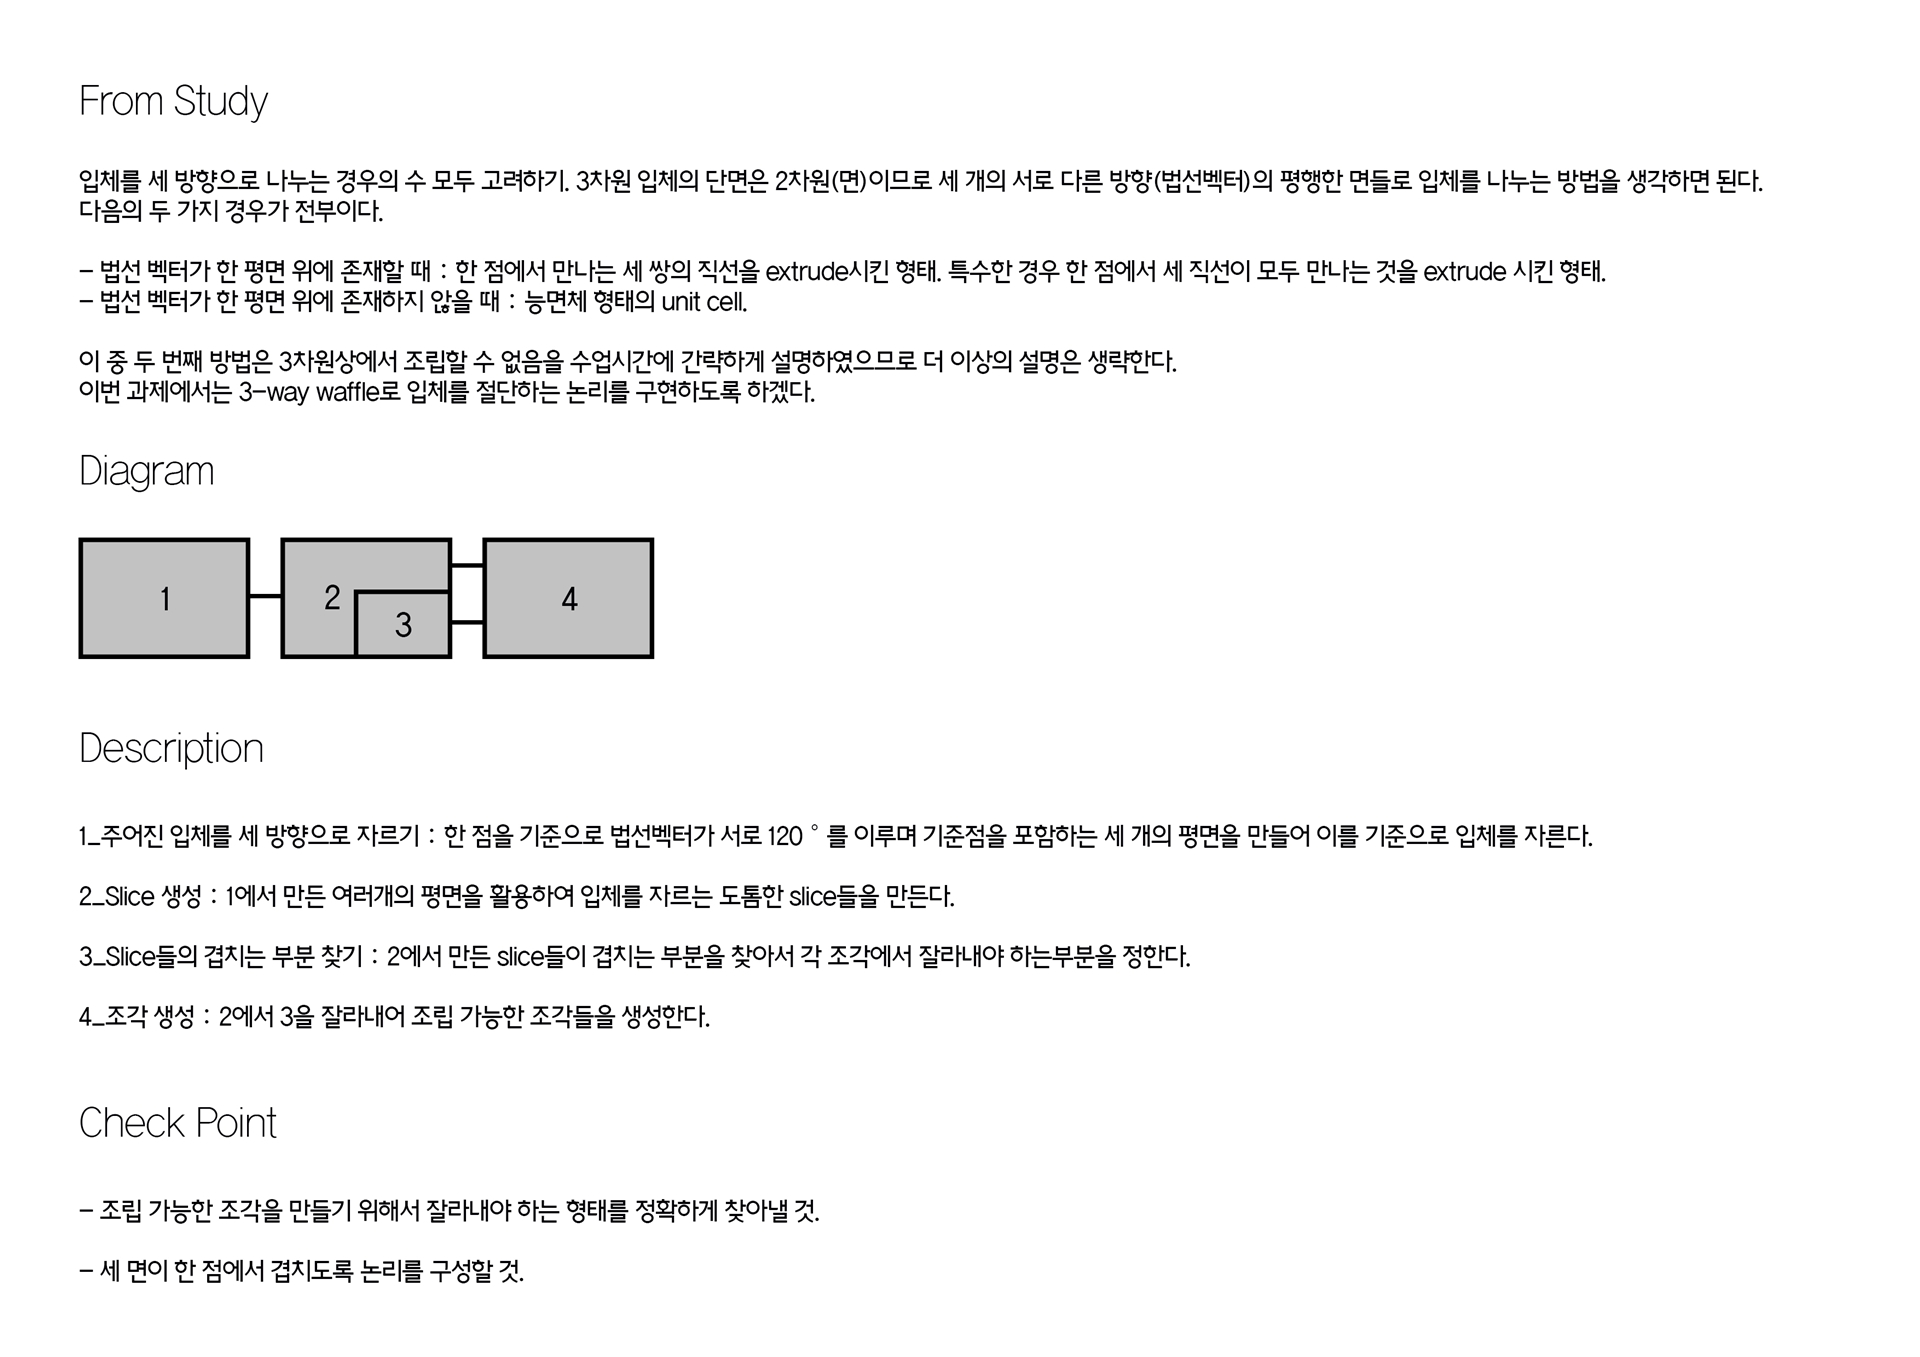 From Study
입체를 세 방향으로 나누는 경우의 수 모두 고려하기. 3차원 입체의 단면은 2차원(면)이므로 세 개의 서로 다른 방향(법선벡터)의 평행한 면들로 입체를 나누는 방법을 생각하면 된다.
다음의 두 가지 경우가 전부이다.
- 법선 벡터가 한 평면 위에 존재할 때 : 한 점에서 만나는 세 쌍의 직선을 extrude시킨 형태. 특수한 경우 한 점에서 세 직선이 모두 만나는 것을 extrude 시킨 형태.
- 법선 벡터가 한 평면 위에 존재하지 않을 때 : 능면체 형태의 unit cell.
이 중 두 번째 방법은 3차원상에서 조립할 수 없음을 수업시간에 간략하게 설명하였으므로 더 이상의 설명은 생략한다.
이번 과제에서는 3-way waffle로 입체를 절단하는 논리를 구현하도록 하겠다.
Diagram
1
2
3
4
Description
1_주어진 입체를 세 방향으로 자르기 : 한 점을 기준으로 법선벡터가 서로 120 ° 를 이루며 기준점을 포함하는 세 개의 평면을 만들어 이를 기준으로 입체를 자른다.
2_Slice 생성 : 1에서 만든 여러개의 평면을 활용하여 입체를 자르는 도톰한 slice들을 만든다.
3_Slice들의 겹치는 부분 찾기 : 2에서 만든 slice들이 겹치는 부분을 찾아서 각 조각에서 잘라내야 하는부분을 정한다.
4_조각 생성 : 2에서 3을 잘라내어 조립 가능한 조각들을 생성한다.
Check Point
- 조립 가능한 조각을 만들기 위해서 잘라내야 하는 형태를 정확하게 찾아낼 것.
- 세 면이 한 점에서 겹치도록 논리를 구성할 것.